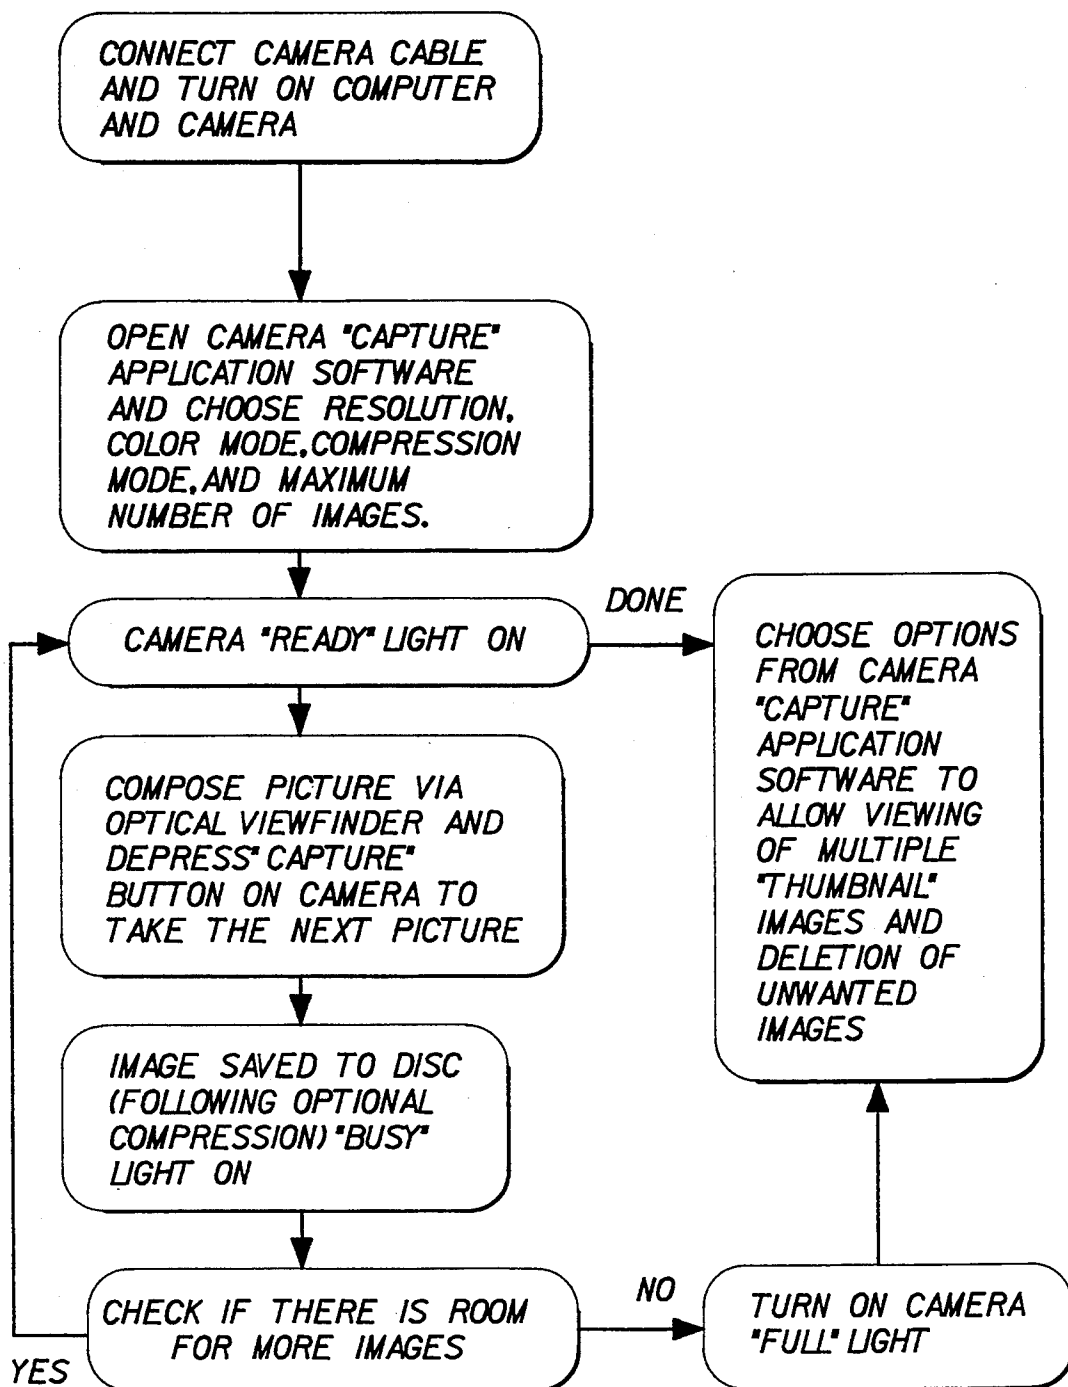 CONNECT CAMERA CABLE
AND TURN ON COMPUTER
AND CAMERA
OPEN CAMERA "CAPTURE"
APPLICATION SOFTWARE
AND CHOOSE RESOLUTION,
COLOR MODE, COMPRESSION
MODE, AND MAXIMUM
NUMBER OF IMAGES.
CAMERA "READY" LIGHT ON
DONE
COMPOSE PICTURE VIA
OPTICAL VIEWFINDER AND
DEPRESS "CAPTURE"
BUTTON ON CAMERA TO
TAKE THE NEXT PICTURE
IMAGE SAVED TO DISC
(FOLLOWING OPTIONAL
COMPRESSION) "BUSY"
LIGHT ON
CHECK IF THERE IS ROOM
FOR MORE IMAGES
YES
NO
TURN ON CAMERA
"FULL" LIGHT
CHOOSE OPTIONS
FROM CAMERA
"CAPTURE"
APPLICATION
SOFTWARE TO
ALLOW VIEWING
OF MULTIPLE
"THUMBNAIL"
IMAGES AND
DELETION OF
UNWANTED
IMAGES